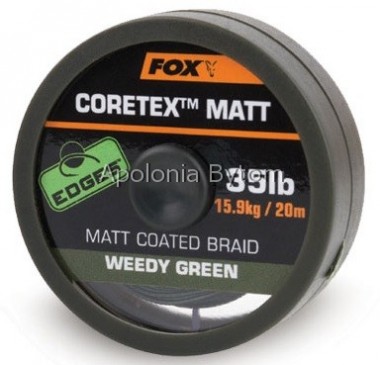 FOX
CORETEX™ MATT
EDGES
35lb
Apolonia Bytom
15.9kg / 20m
MATT COATED BRAID
WEEDY GREEN